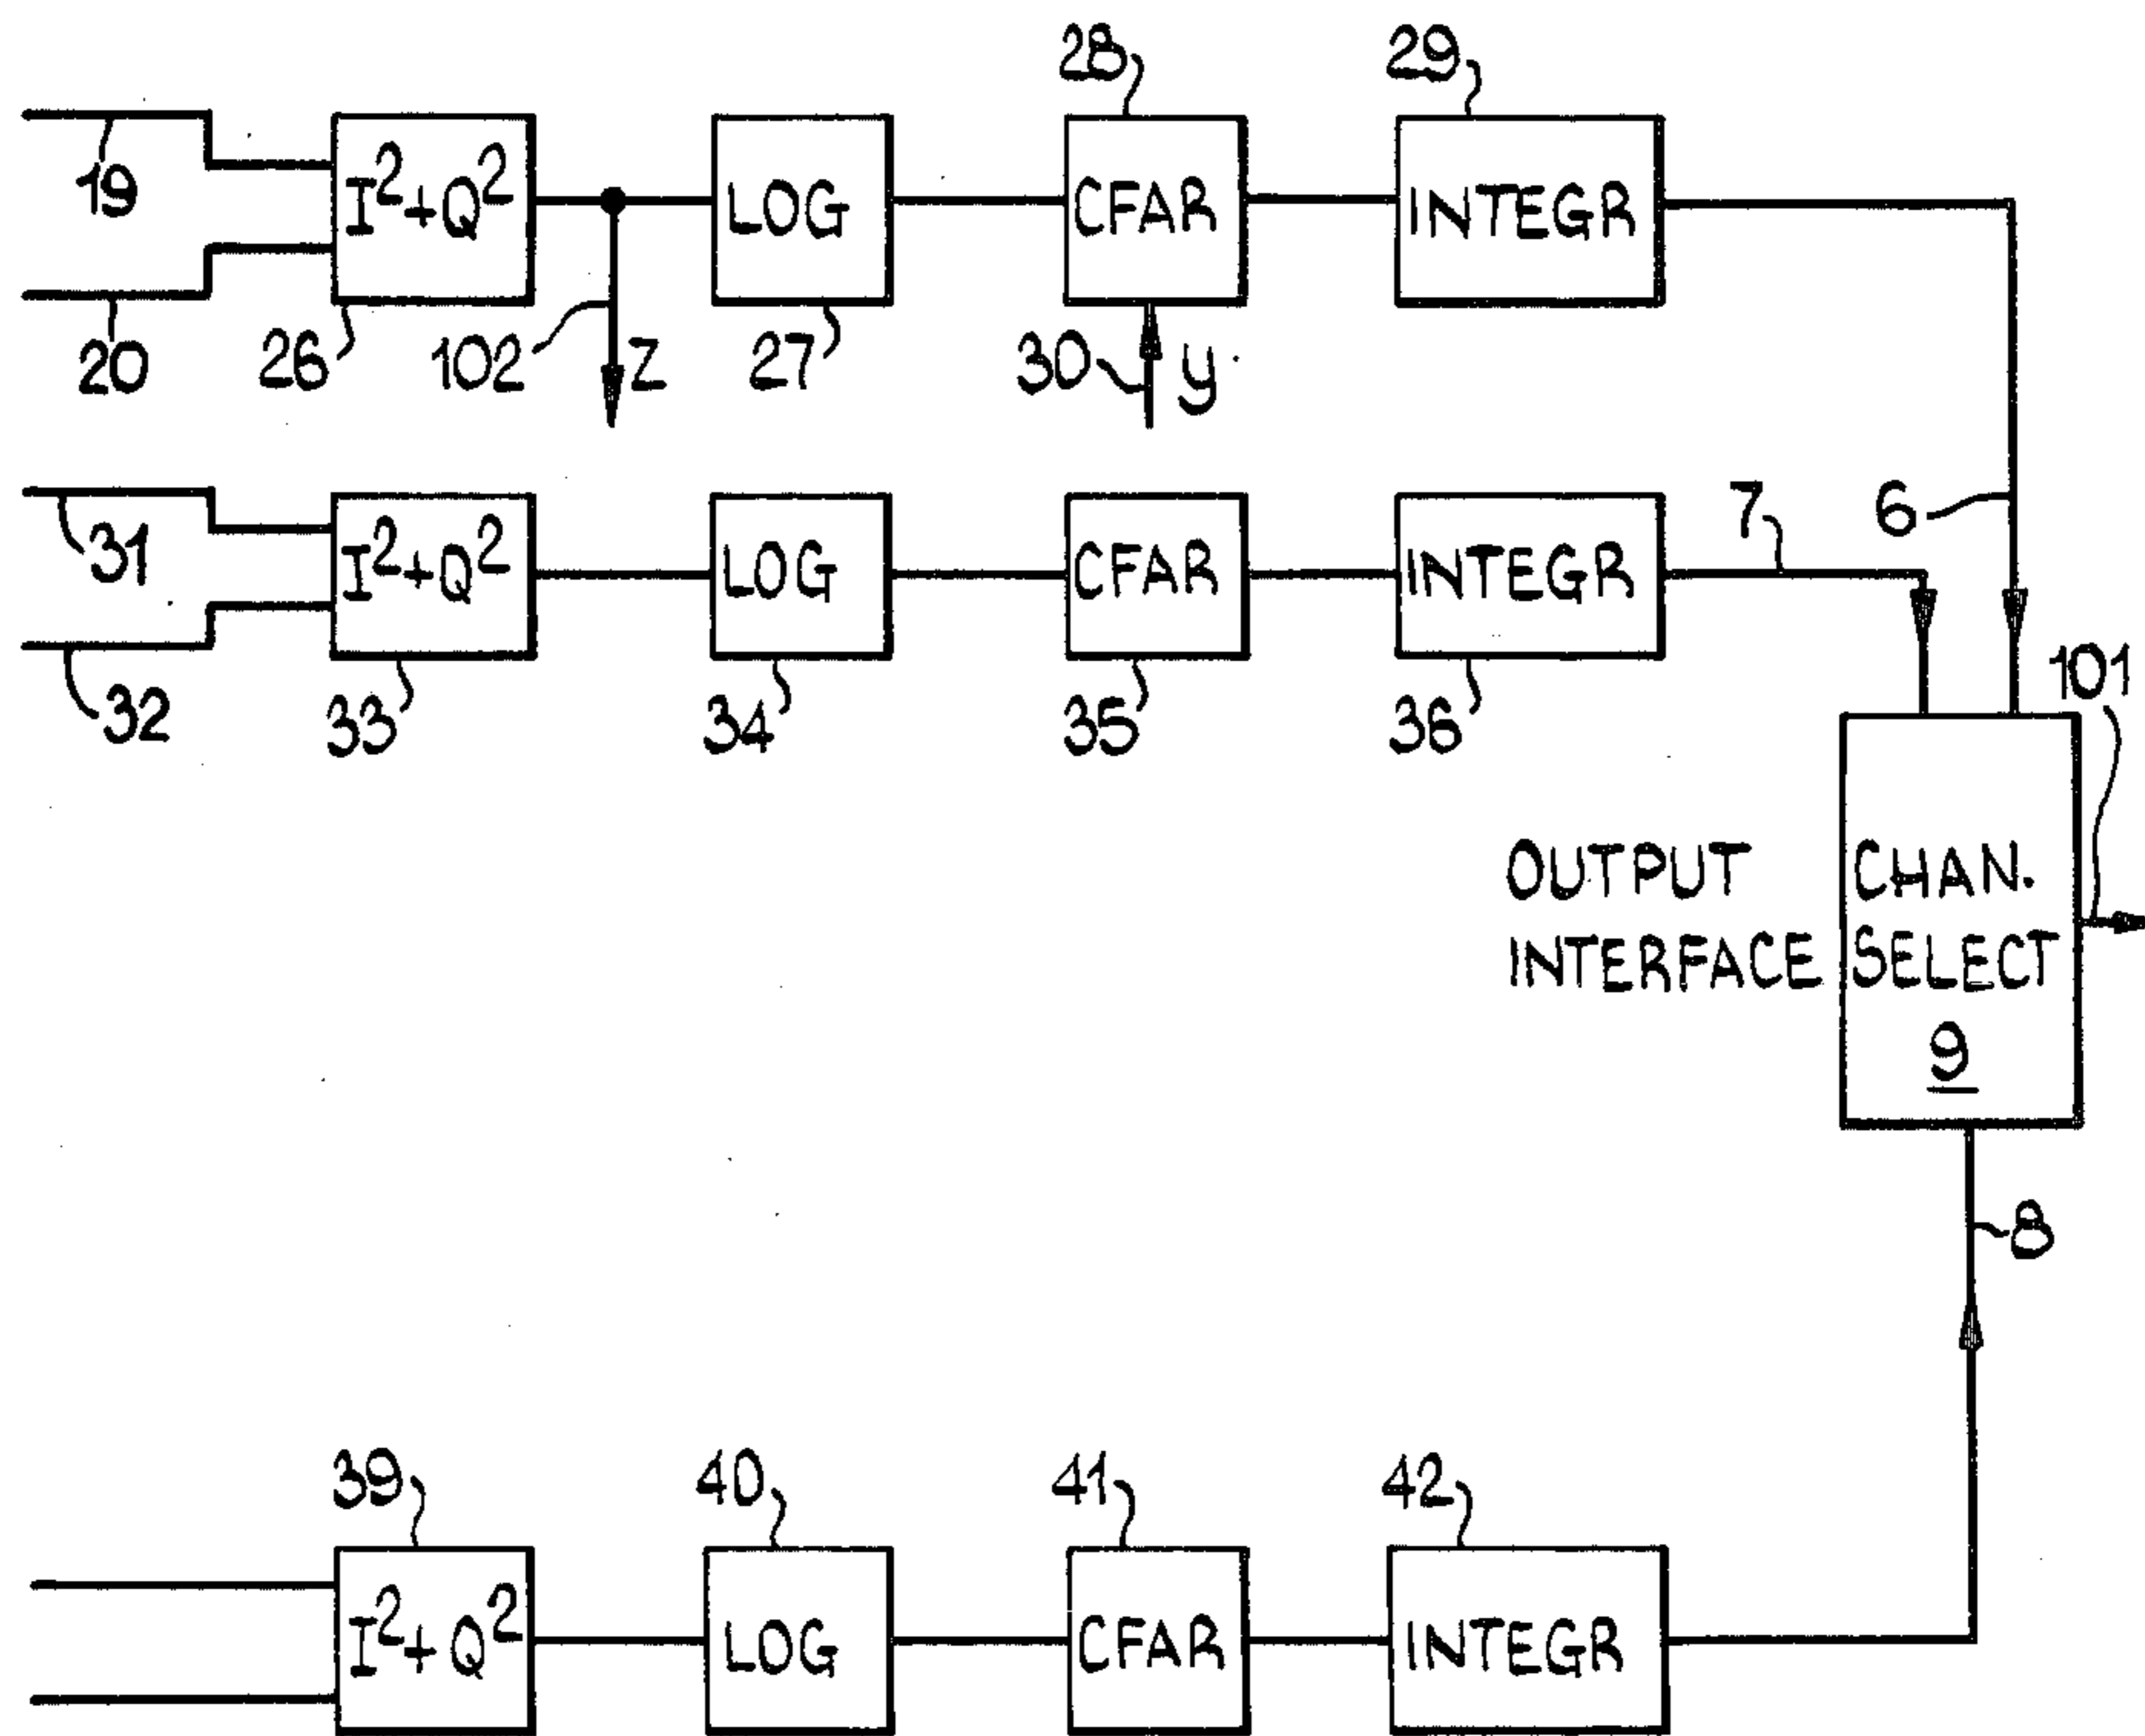 28 29
19 I²+Q² LOG CFAR INTEGR
20 26 102 Z 27 30 y
31 I²+Q² LOG CFAR INTEGR 7 6
32 33 34 35 36 101
OUTPUT CHAN.
INTERFACE SELECT
9
8
39 40 41 42
I²+Q² LOG CFAR INTEGR